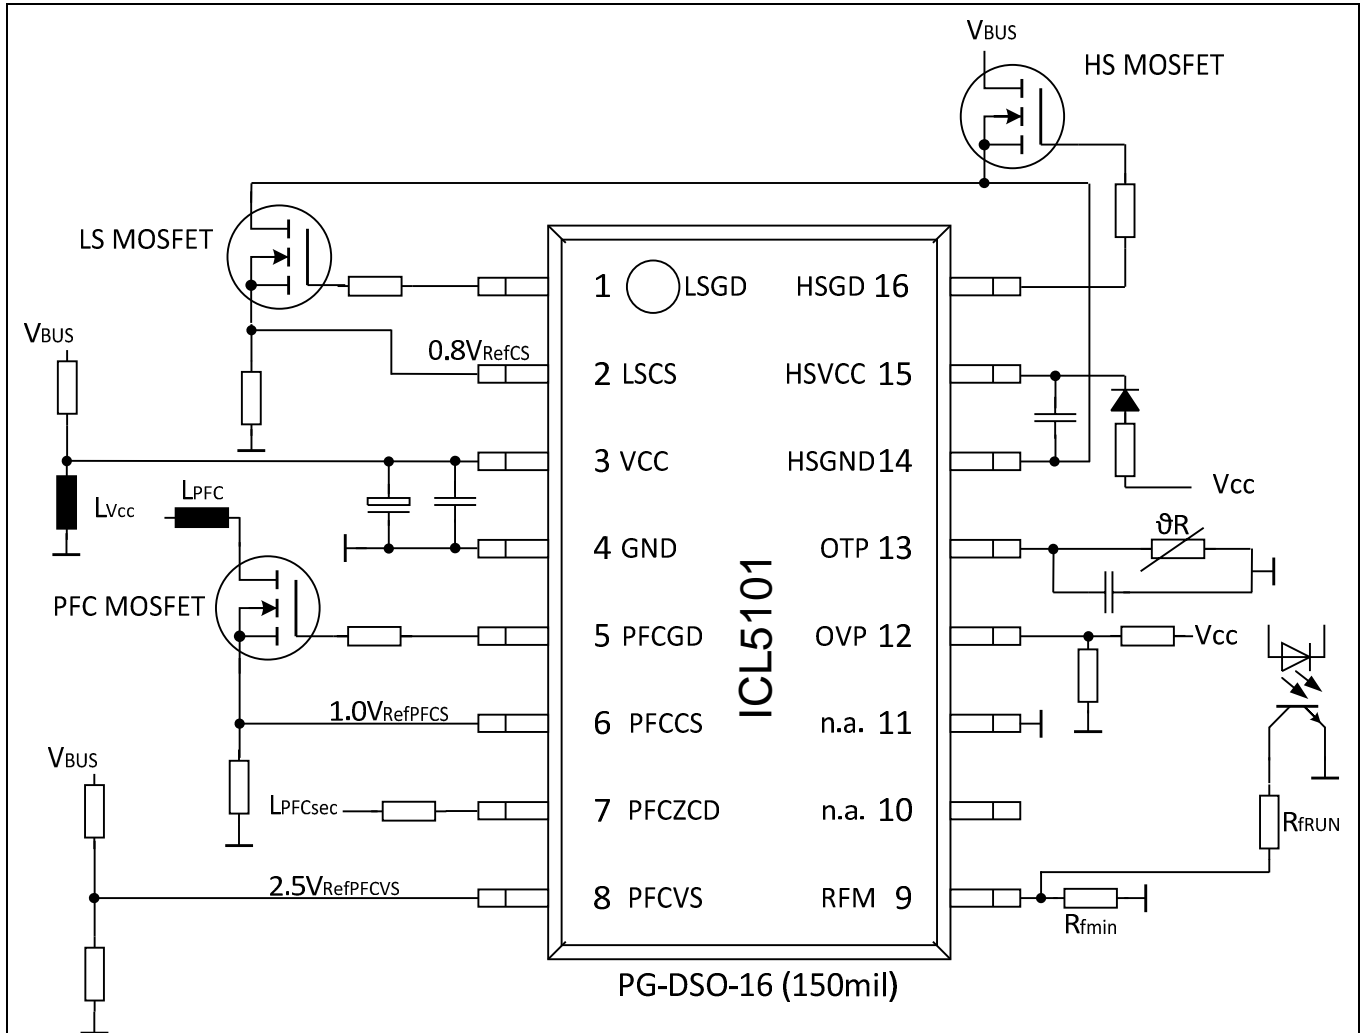 VBUS
HS MOSFET
LS MOSFET
1 LSGD
HSGD 16
VBUS
0.8VRefCS
2 LSCS
HSVCC 15
3 VCC
HSGND 14
LVcc
LPFC
Vcc
ϑR
4 GND
OTP 13
PFC MOSFET
5 PFCGD
OVP 12
Vcc
ICL5101
1.0VRefPFCS
6 PFCCS
n.a. 11
VBUS
LPFCsec
7 PFCZCD
n.a. 10
RfRUN
2.5VRefPFCVS
8 PFCVS
RFM 9
Rfmin
PG-DSO-16 (150mil)